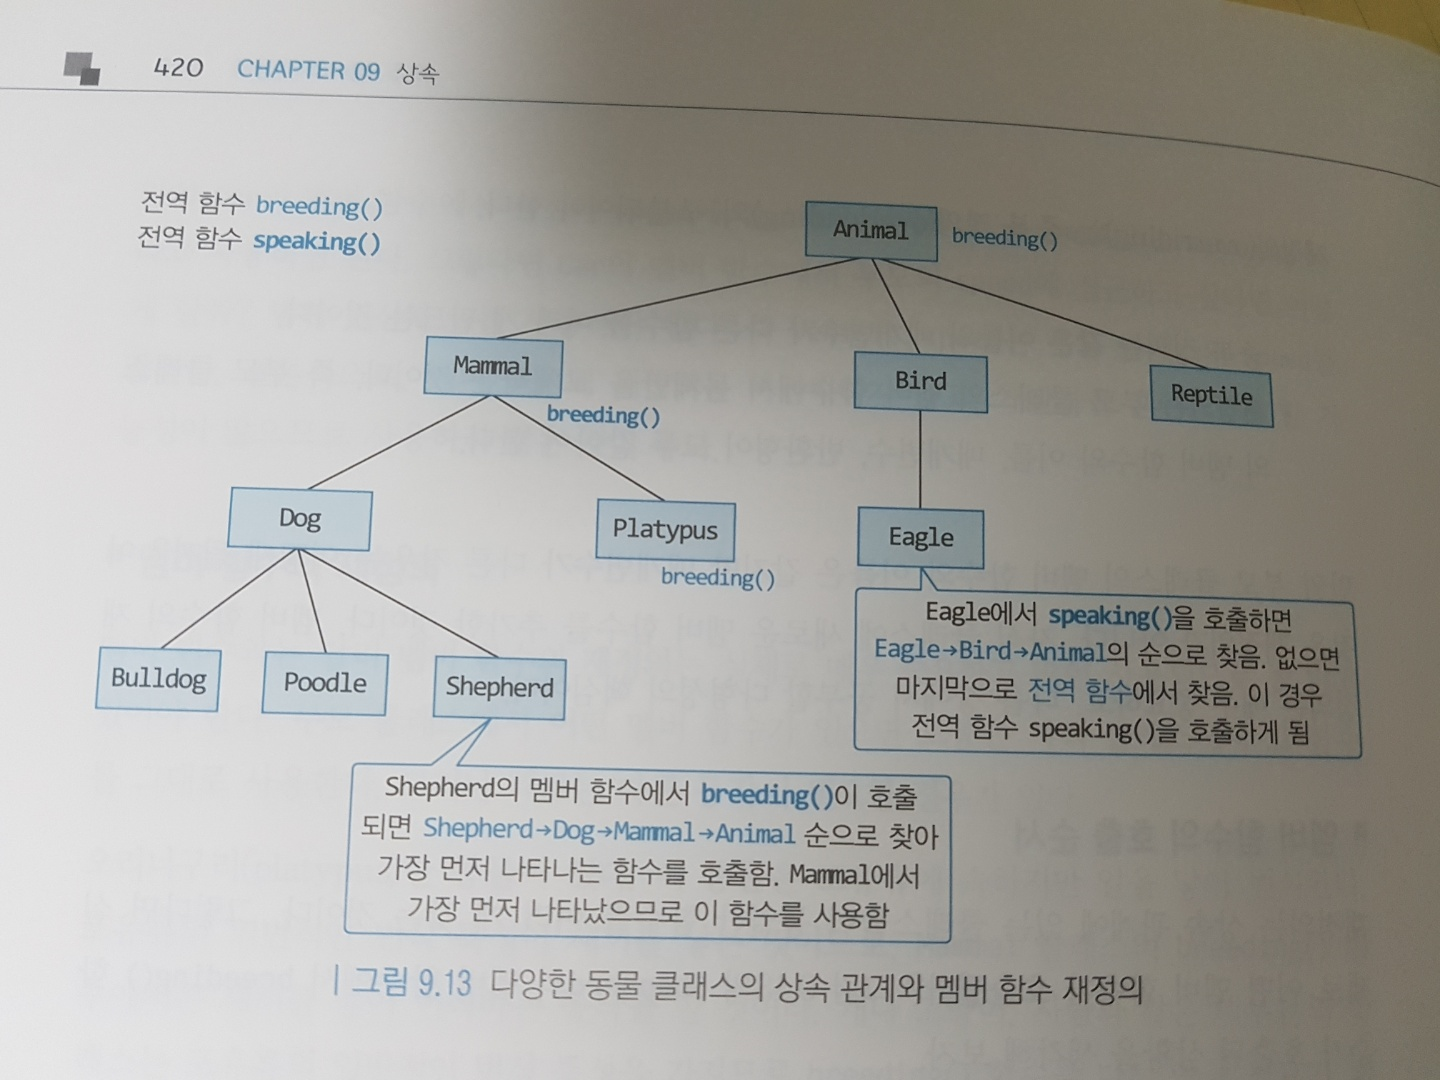 420 CHAPTER 09 상속
전역 함수 breeding()
전역 함수 speaking()
Animal breeding()
Mammal
Bird
Reptile
breeding()
Dog
Platypus
Eagle
breeding()
Eagle에서 speaking()을 호출하면
Eagle→Bird→Animal의 순으로 찾음. 없으면
마지막으로 전역 함수에서 찾음. 이 경우
전역 함수 speaking()을 호출하게 됨
Bulldog
Poodle
Shepherd
Shepherd의 멤버 함수에서 breeding()이 호출
되면 Shepherd→Dog→Mammal→Animal 순으로 찾아
가장 먼저 나타나는 함수를 호출함. Mammal에서
가장 먼저 나타났으므로 이 함수를 사용함
| 그림 9.13 다양한 동물 클래스의 상속 관계와 멤버 함수 재정의